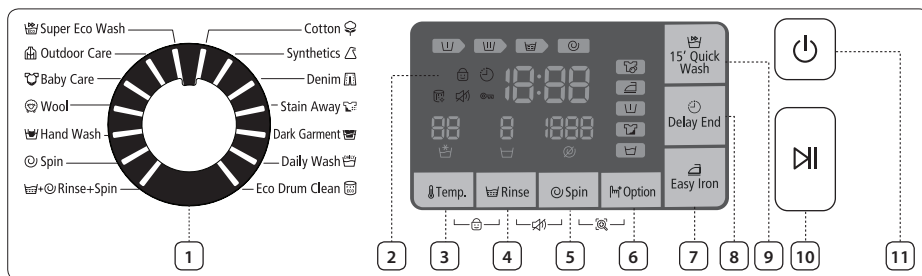 Super Eco Wash
Outdoor Care
Baby Care
Wool
Hand Wash
Spin
+ Rinse+Spin
Cotton
Synthetics
Denim
Stain Away
Dark Garment
Daily Wash
Eco Drum Clean
18:88
88 8 1888
15' Quick
Wash
Delay End
Easy Iron
Temp. Rinse Spin Option
1 2 3 4 5 6 7 8 9 10 11